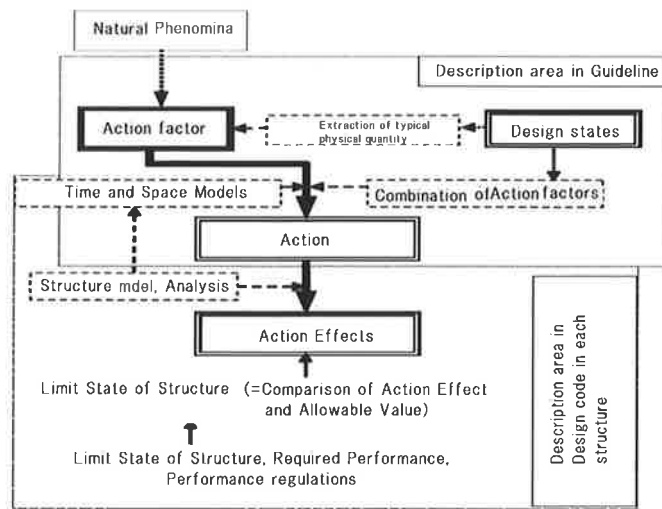 Natural Phenomina
Description area in Guideline
Action factor
Extraction of typical
physical quantity
Design states
Time and Space Models
Combination of Action factors
Action
Structure mdel, Analysis
Action Effects
Limit State of Structure (=Comparison of Action Effect
and Allowable Value)
Limit State of Structure, Required Performance,
Performance regulations
Description area in
Design code in each
structure